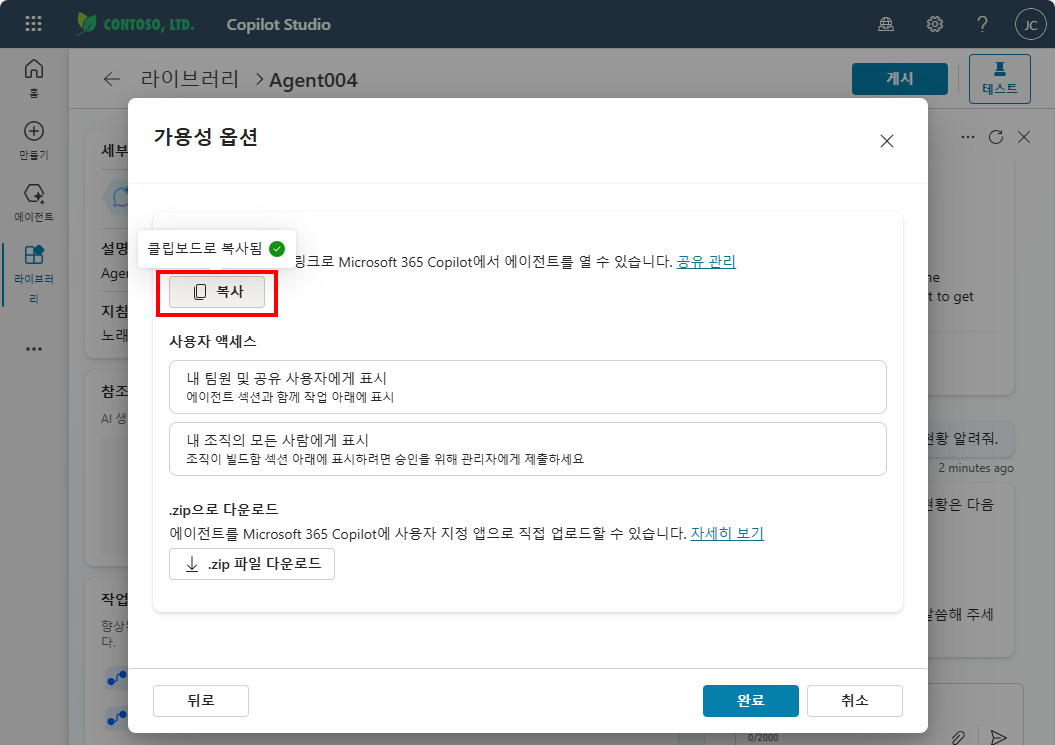 CONTOSO, LTD.
Copilot Studio
JC
홈
만들기
에이전트
라이브러
리
라이브러리 > Agent004
게시
테스트
세부
설명
Agen
지침
노래
참조
AI 생
작업
다.
가용성 옵션
클립보드로 복사됨
링크로 Microsoft 365 Copilot에서 에이전트를 열 수 있습니다. 공유 관리
복사
사용자 액세스
내 팀원 및 공유 사용자에게 표시
에이전트 섹션과 함께 작업 아래에 표시
내 조직의 모든 사람에게 표시
조직이 빌드함 섹션 아래에 표시하려면 승인을 위해 관리자에게 제출하세요
.zip으로 다운로드
에이전트를 Microsoft 365 Copilot에 사용자 지정 앱으로 직접 업로드할 수 있습니다. 자세히 보기
.zip 파일 다운로드
뒤로
완료
취소
t to get
현황 알려줘.
2 minutes ago
현황은 다음
말씀해 주세
0/2000